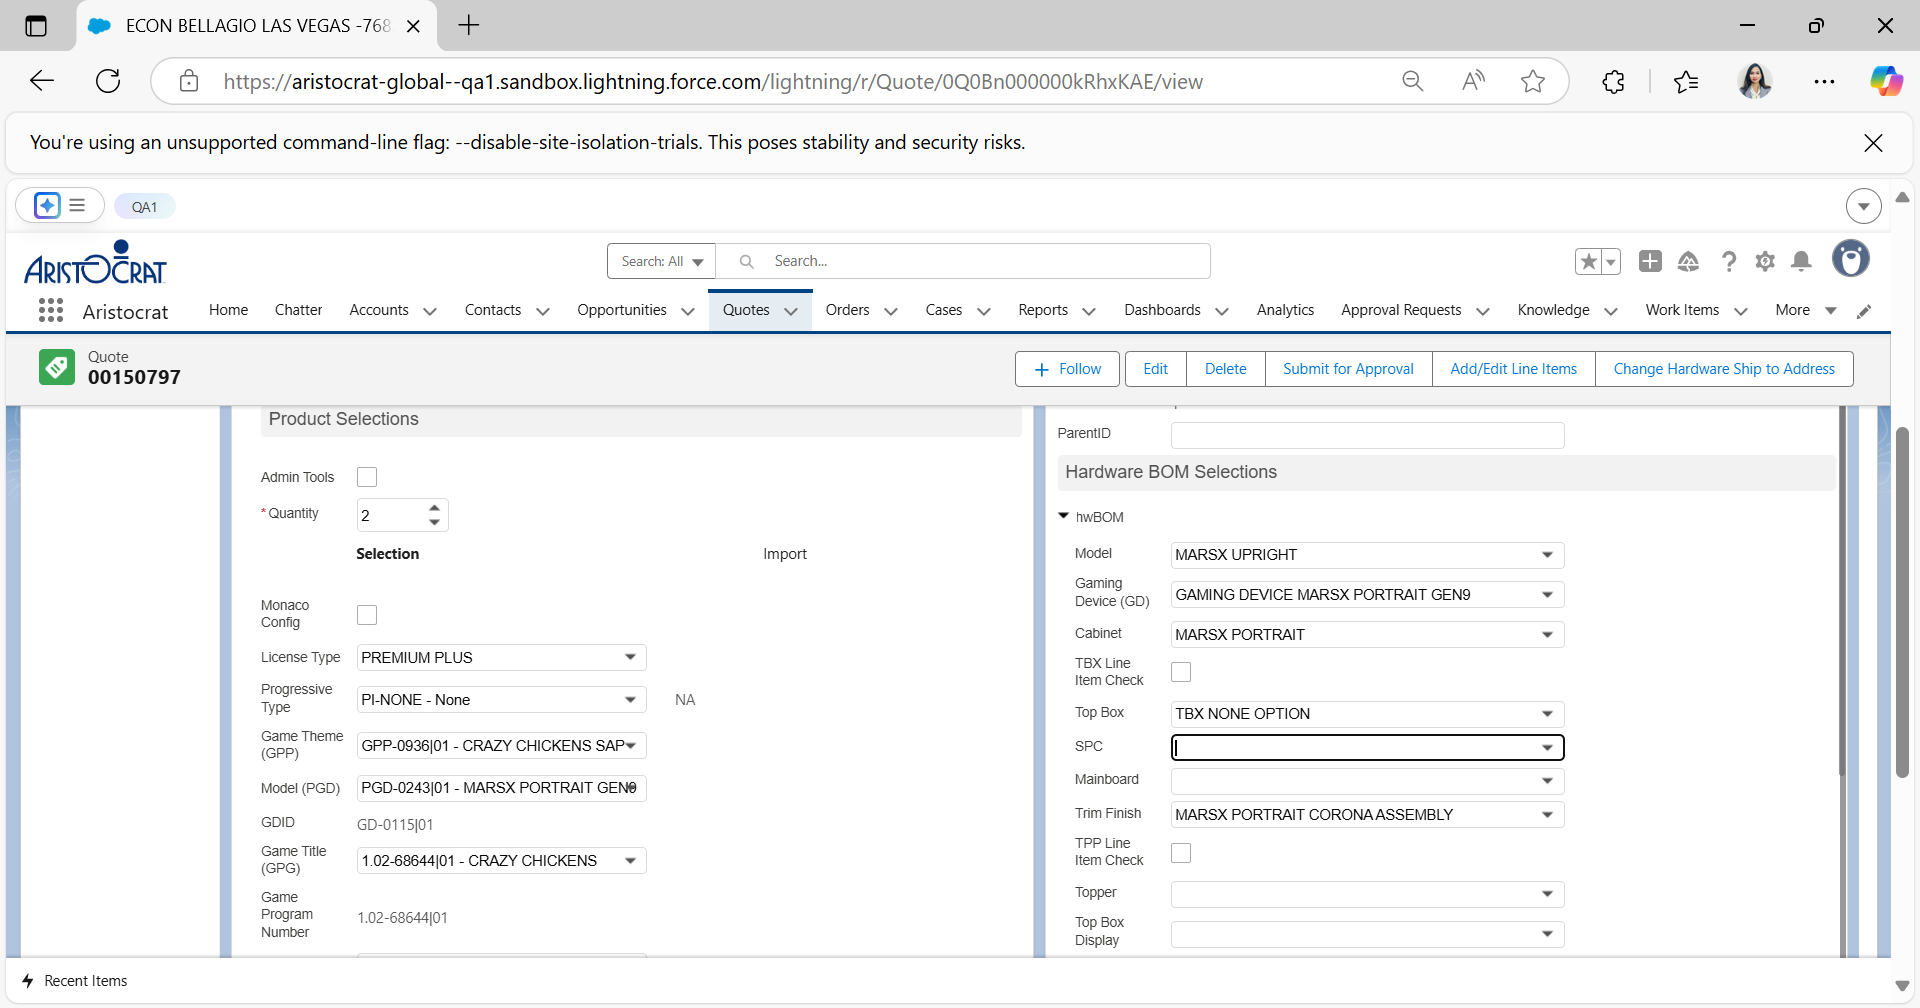 ECON BELLAGIO LAS VEGAS -768
https://aristocrat-global--qa1.sandbox.lightning.force.com/lightning/r/Quote/0Q0Bn000000kRhxKAE/view
You're using an unsupported command-line flag: --disable-site-isolation-trials. This poses stability and security risks.
QA1
ARISTOCRAT
Search: All
Search...
Aristocrat
Home
Chatter
Accounts
Contacts
Opportunities
Quotes
Orders
Cases
Reports
Dashboards
Analytics
Approval Requests
Knowledge
Work Items
More
Quote
00150797
Follow
Edit
Delete
Submit for Approval
Add/Edit Line Items
Change Hardware Ship to Address
Product Selections
Admin Tools
* Quantity
2
Selection
Import
Monaco
Config
License Type
PREMIUM PLUS
Progressive
Type
PI-NONE - None
NA
Game Theme
(GPP)
GPP-0936|01 - CRAZY CHICKENS SAP
Model (PGD)
PGD-0243|01 - MARSX PORTRAIT GEN9
GDID
GD-0115|01
Game Title
(GPG)
1.02-68644|01 - CRAZY CHICKENS
Game
Program
Number
1.02-68644|01
ParentID
Hardware BOM Selections
hwBOM
Model
MARSX UPRIGHT
Gaming
Device (GD)
GAMING DEVICE MARSX PORTRAIT GEN9
Cabinet
MARSX PORTRAIT
TBX Line
Item Check
Top Box
TBX NONE OPTION
SPC
Mainboard
Trim Finish
MARSX PORTRAIT CORONA ASSEMBLY
TPP Line
Item Check
Topper
Top Box
Display
Recent Items